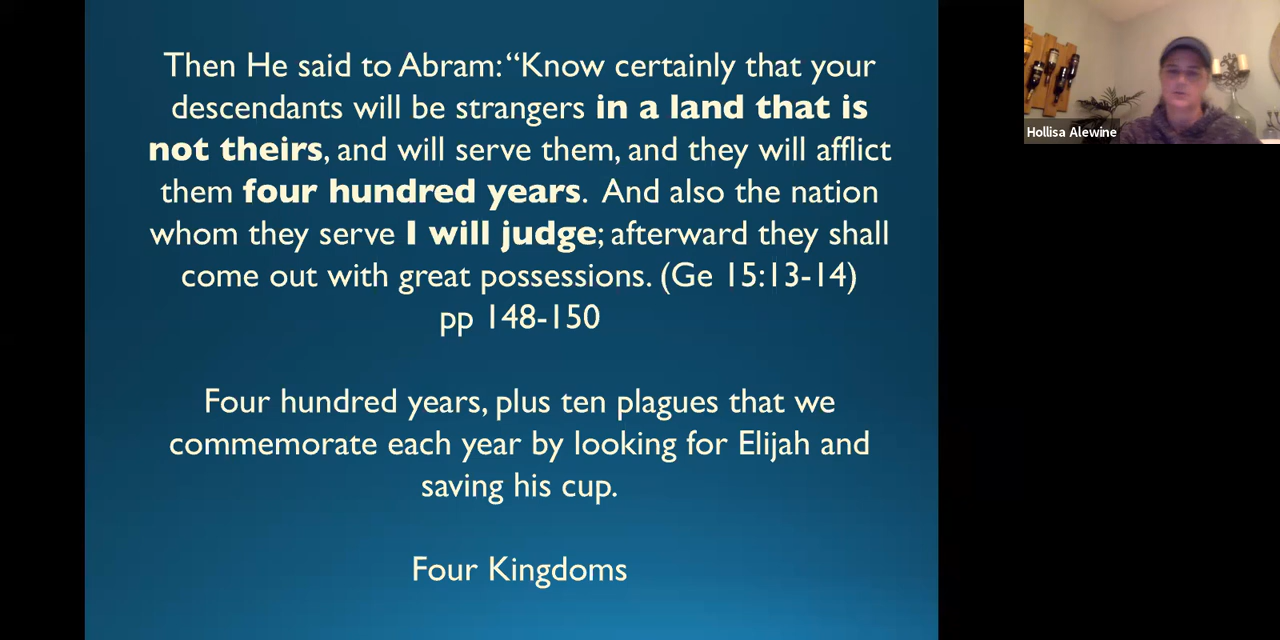 Then He said to Abram: “Know certainly that your
descendants will be strangers in a land that is
not theirs, and will serve them, and they will afflict
them four hundred years. And also the nation
whom they serve I will judge; afterward they shall
come out with great possessions. (Ge 15:13-14)
pp 148-150
Four hundred years, plus ten plagues that we
commemorate each year by looking for Elijah and
saving his cup.
Four Kingdoms
Hollisa Alewine